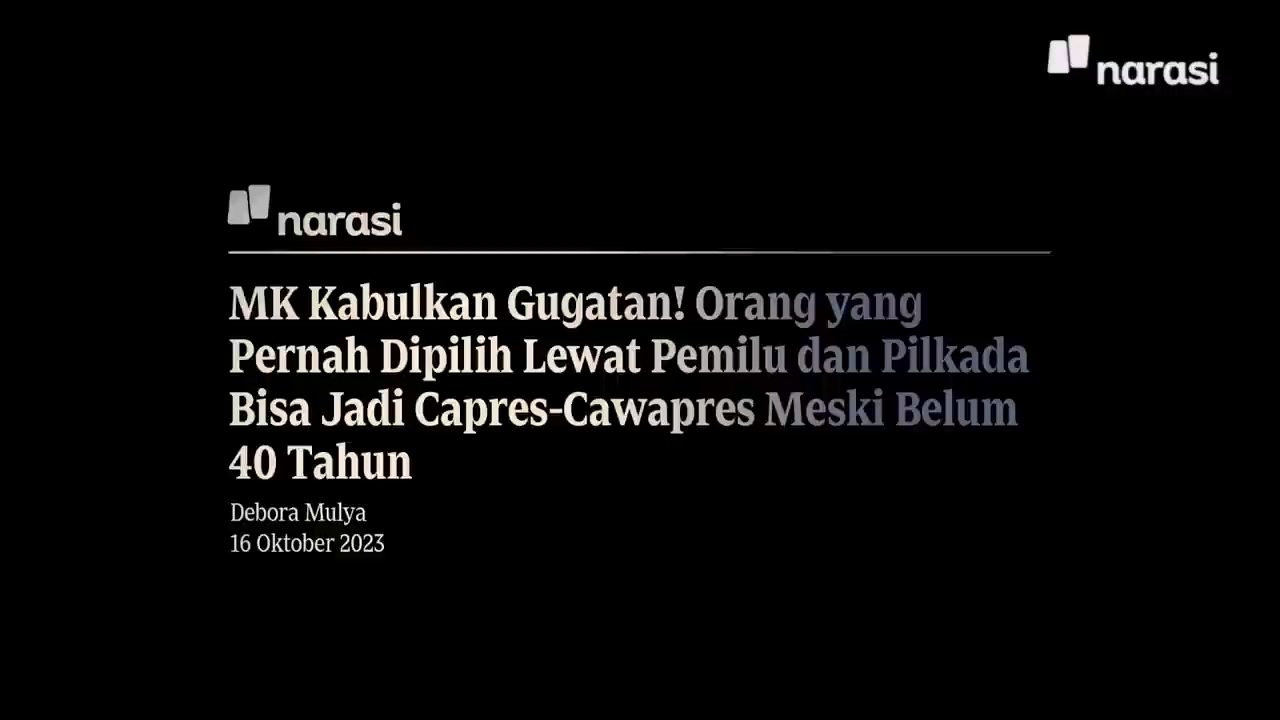 narasi
narasi
MK Kabulkan Gugatan! Orang yang
Pernah Dipilih Lewat Pemilu dan Pilkada
Bisa Jadi Capres-Cawapres Meski Belum
40 Tahun
Debora Mulya
16 Oktober 2023